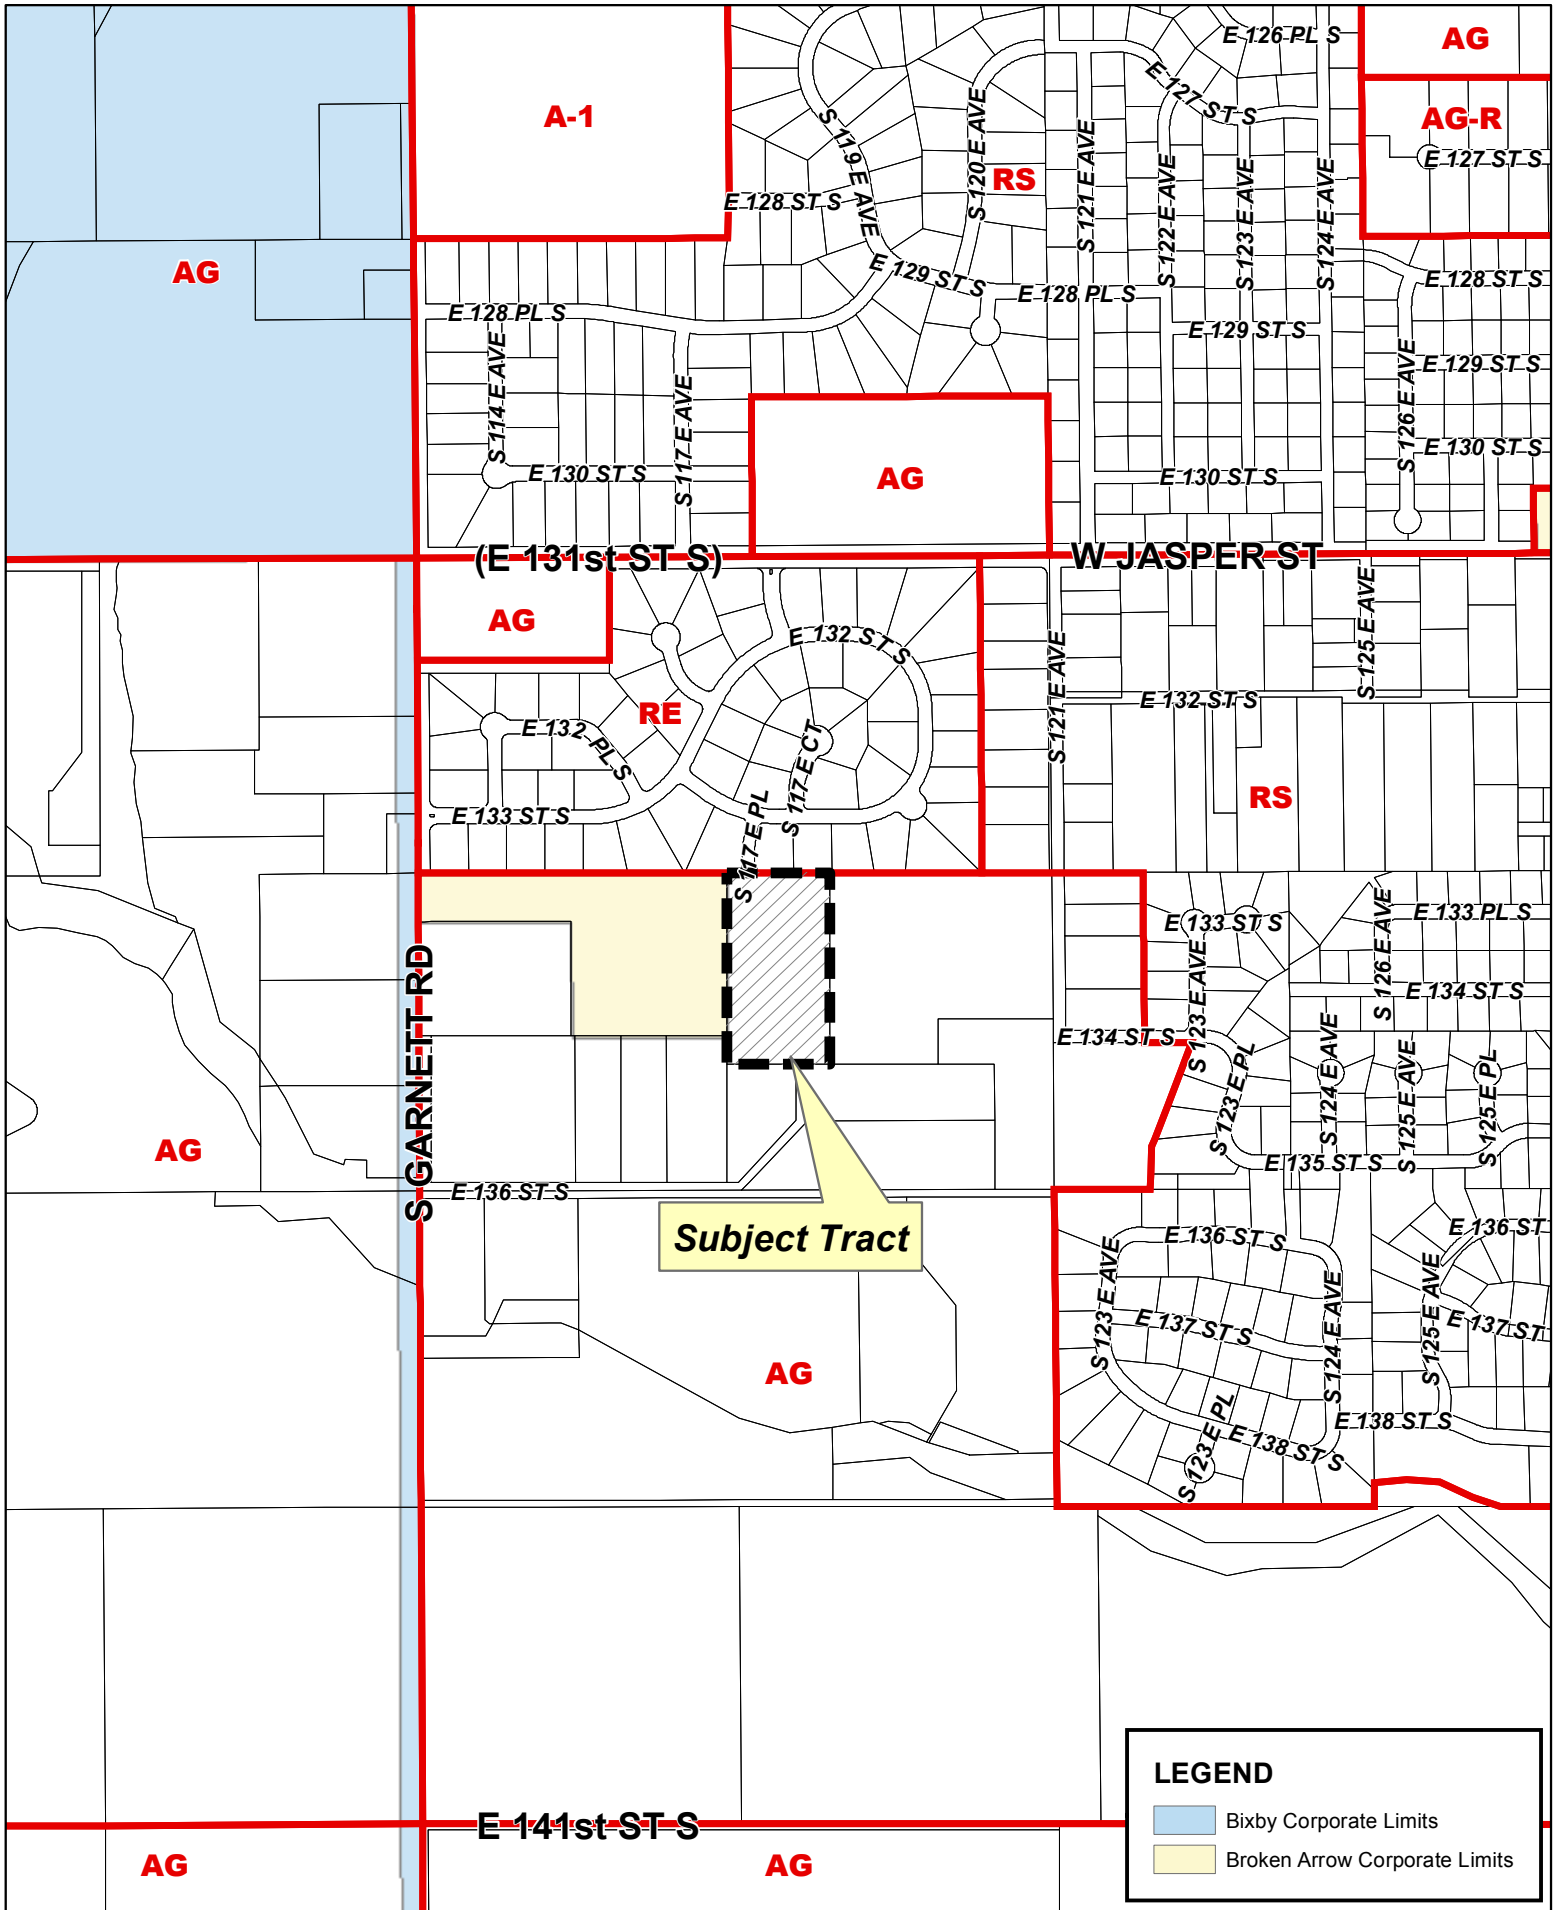 E 126 PL S
AG
A-1
E 127 ST S
AG-R
E 127 ST S
S 119 E AVE
S 120 E AVE
RS
S 121 E AVE
S 122 E AVE
S 123 E AVE
S 124 E AVE
E 128 ST S
AG
E 129 ST S
E 128 PL S
E 128 ST S
E 128 PL S
E 129 ST S
S 114 E AVE
S 117 E AVE
S 126 E AVE
E 129 ST S
E 130 ST S
AG
E 130 ST S
E 130 ST S
(E 131st ST S)
W JASPER ST
AG
E 132 ST S
S 121 E AVE
S 125 E AVE
E 132 ST S
RE
E 132 PL S
S 117 E CT
RS
E 133 ST S
S 117 E PL
E 133 ST S
S 126 E AVE
E 133 PL S
S GARNETT RD
S 123 E AVE
E 134 ST S
E 134 ST S
S 123 E PL
S 124 E AVE
S 125 E AVE
S 125 E PL
AG
E 135 ST S
E 136 ST S
Subject Tract
E 136 ST S
E 136 ST
S 123 E AVE
S 124 E AVE
S 125 E AVE
E 137 ST S
E 137 ST
AG
S 123 E PL
E 138 ST S
E 138 ST S
LEGEND
Bixby Corporate Limits
Broken Arrow Corporate Limits
E 141st ST S
AG
AG